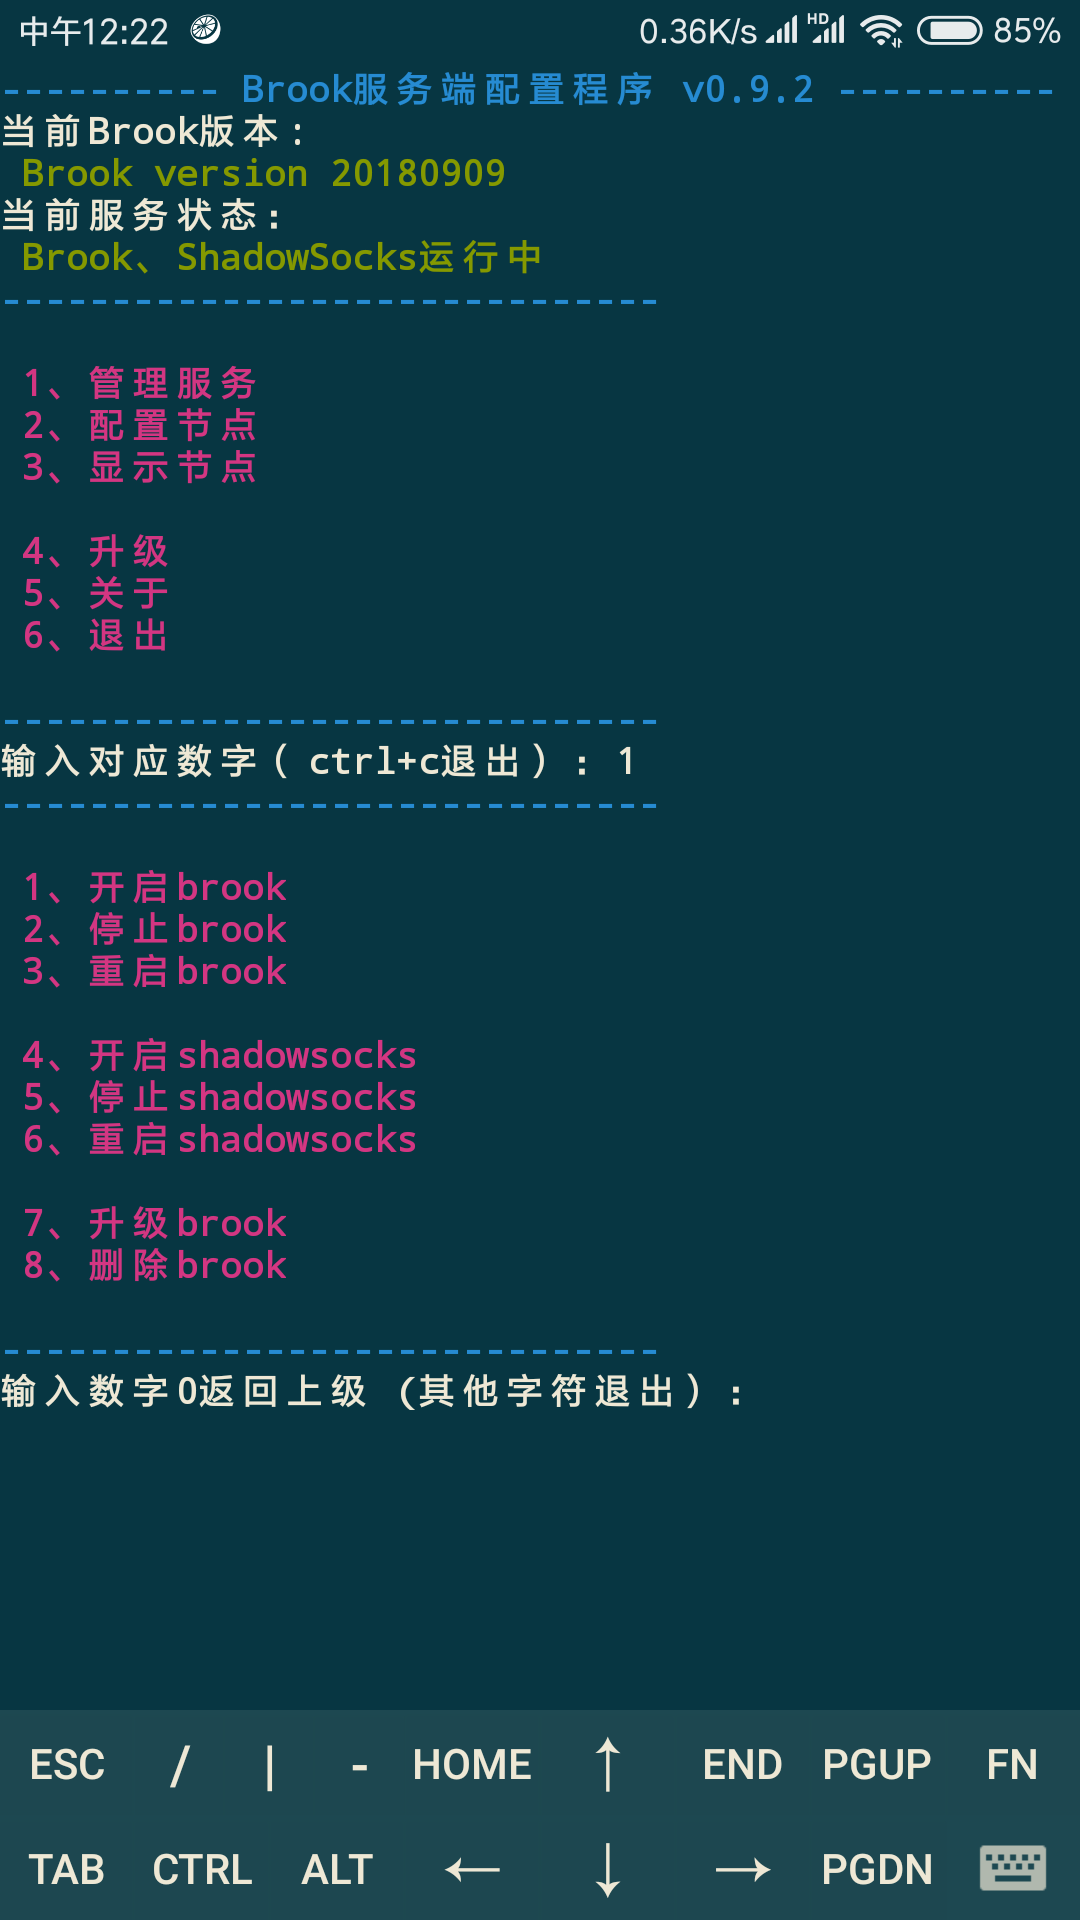 中午12:22 0.36K/s HD 85%
---------- Brook服务端配置程序 v0.9.2 ----------
当前Brook版本:
Brook version 20180909
当前服务状态：
Brook、ShadowSocks运行中
------------------------------
1、管理服务
2、配置节点
3、显示节点
4、升级
5、关于
6、退出
------------------------------
输入对应数字（ctrl+c退出）：1
------------------------------
1、开启brook
2、停止brook
3、重启brook
4、开启shadowsocks
5、停止shadowsocks
6、重启shadowsocks
7、升级brook
8、删除brook
------------------------------
输入数字0返回上级 (其他字符退出）：
ESC / | - HOME ↑ END PGUP FN
TAB CTRL ALT ← ↓ → PGDN